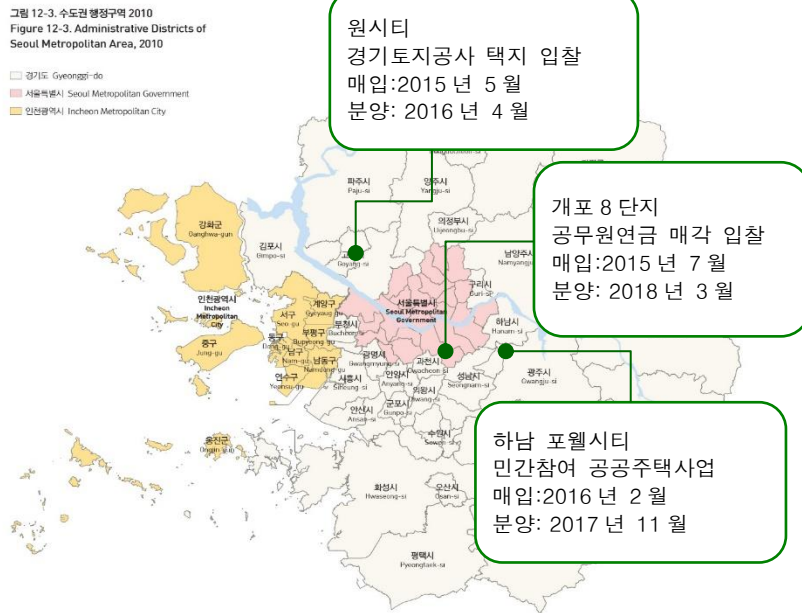 그림 12-3. 수도권 행정구역 2010
Figure 12-3. Administrative Districts of
Seoul Metropolitan Area, 2010
경기도 Gyeonggi-do
서울특별시 Seoul Metropolitan Government
인천광역시 Incheon Metropolitan City
원시티
경기토지공사 택지 입찰
매입:2015 년 5 월
분양: 2016 년 4 월
개포 8 단지
공무원연금 매각 입찰
매입:2015 년 7 월
분양: 2018 년 3 월
하남 포웰시티
민간참여 공공주택사업
매입:2016 년 2 월
분양: 2017 년 11 월
파주시
Paju-si
양주시
Yangju-si
의정부시
Uijeongbu-si
남양주시
Namyangju
강화군
Ganghwa-gun
김포시
Gimpo-si
구리시
Guri-si
인천광역시
Incheon
Metropolitan
City
서울특별시
Seoul Metropolitan
Government
계양구
Gyeyang-gu
서구
Seo-gu
부평구
Bupyeong-gu
부천시
Bucheon-si
하남시
Hanam-si
중구
Jung-gu
동구
Dong-gu
남구
Nam-gu
남동구
Namdong-gu
연수구
Yeonsu-gu
광명시
Gwangmyung-si
시흥시
Siheung-si
안양시
Anyang-si
과천시
Gwacheon-si
성남시
Seongnam-si
광주시
Gwangju-si
의왕시
Uiwang-si
군포시
Gunpo-si
안산시
Ansan-si
수원시
Suwon-si
옹진군
Ongjin-gun
화성시
Hwaseong-si
오산시
Osan-si
평택시
Pyeongtaek-si